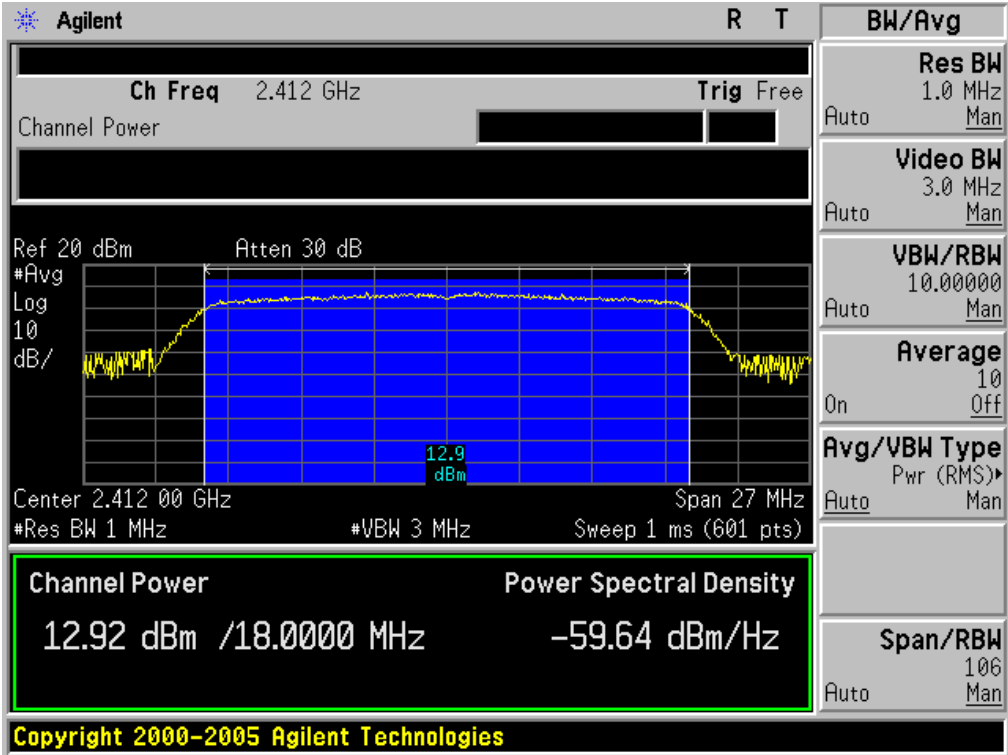 Agilent R T
Ch Freq 2.412 GHz Trig Free
Channel Power
Ref 20 dBm Atten 30 dB
#Avg
Log
10
dB/
12.9
dBm
Center 2.412 00 GHz Span 27 MHz
#Res BW 1 MHz #VBW 3 MHz Sweep 1 ms (601 pts)
Channel Power Power Spectral Density
12.92 dBm /18.0000 MHz -59.64 dBm/Hz
Copyright 2000-2005 Agilent Technologies
BW/Avg
Res BW
1.0 MHz
Auto Man
Video BW
3.0 MHz
Auto Man
VBW/RBW
10.00000
Auto Man
Average
10
On Off
Avg/VBW Type
Pwr (RMS)▸
Auto Man
Span/RBW
106
Auto Man